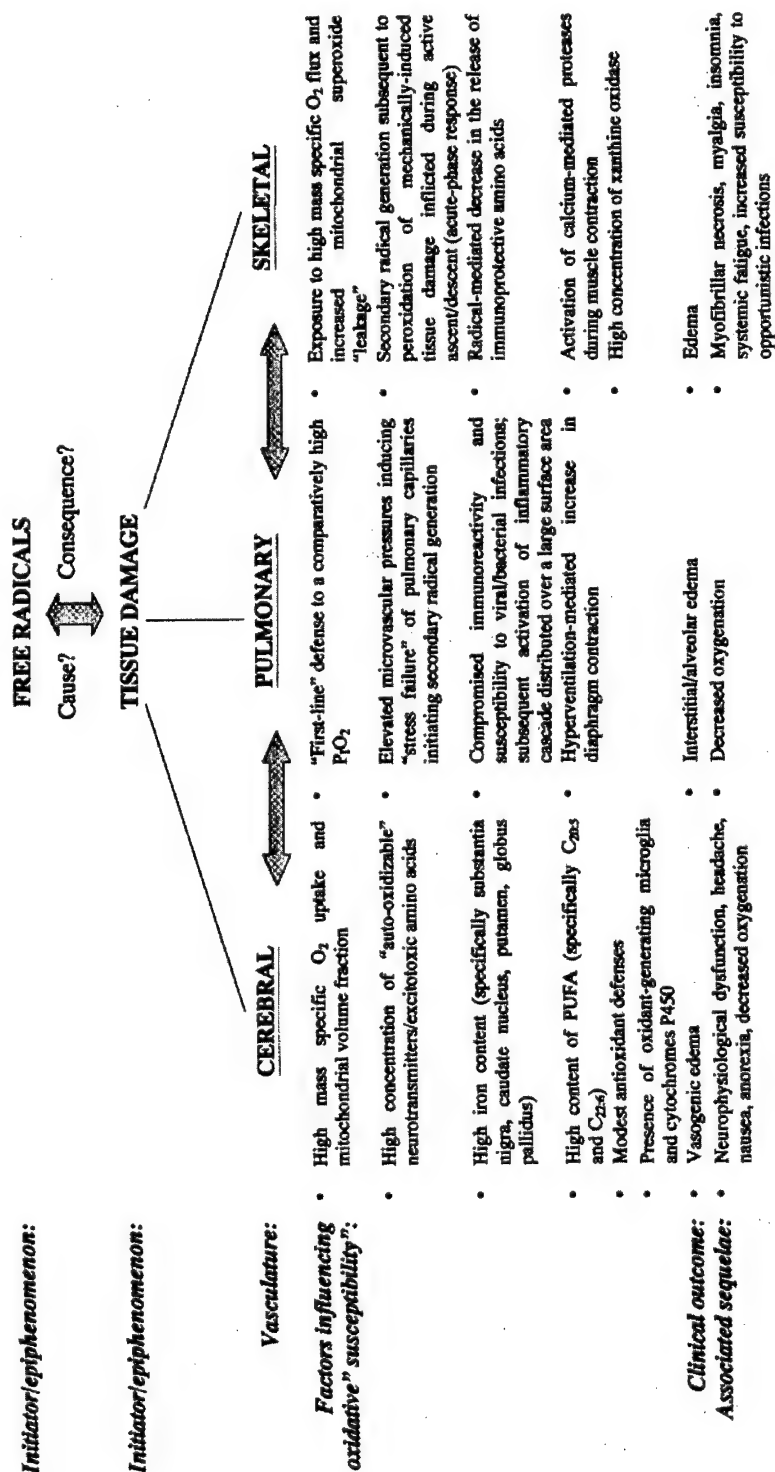 Initiator/epiphenomenon:
FREE RADICALS
Cause? Consequence?
Initiator/epiphenomenon:
TISSUE DAMAGE
Vasculature:
CEREBRAL
PULMONARY
SKELETAL
Factors influencing
oxidative" susceptibility":
• High mass specific O₂ uptake and
mitochondrial volume fraction
• High concentration of "auto-oxidizable"
neurotransmitters/excitotoxic amino acids
• High iron content (specifically substantia
nigra, caudate nucleus, putamen, globus
pallidus)
• High content of PUFA (specifically C₂₀:₅
and C₂₂:₆)
• Modest antioxidant defenses
• Presence of oxidant-generating microglia
and cytochromes P450
• "First-line" defense to a comparatively high
PIO₂
• Elevated microvascular pressures inducing
"stress failure" of pulmonary capillaries
initiating secondary radical generation
• Compromised immunoreactivity and
susceptibility to viral/bacterial infections;
subsequent activation of inflammatory
cascade distributed over a large surface area
• Hyperventilation-mediated increase in
diaphragm contraction
• Exposure to high mass specific O₂ flux and
increased mitochondrial superoxide
"leakage"
• Secondary radical generation subsequent to
peroxidation of mechanically-induced
tissue damage inflicted during active
ascent/descent (acute-phase response)
• Radical-mediated decrease in the release of
immunoprotective amino acids
• Activation of calcium-mediated proteases
during muscle contraction
• High concentration of xanthine oxidase
Clinical outcome:
• Vasogenic edema
• Interstitial/alveolar edema
• Edema
Associated sequelae:
• Neurophysiological dysfunction, headache,
nausea, anorexia, decreased oxygenation
• Decreased oxygenation
• Myofibrillar necrosis, myalgia, insomnia,
systemic fatigue, increased susceptibility to
opportunistic infections